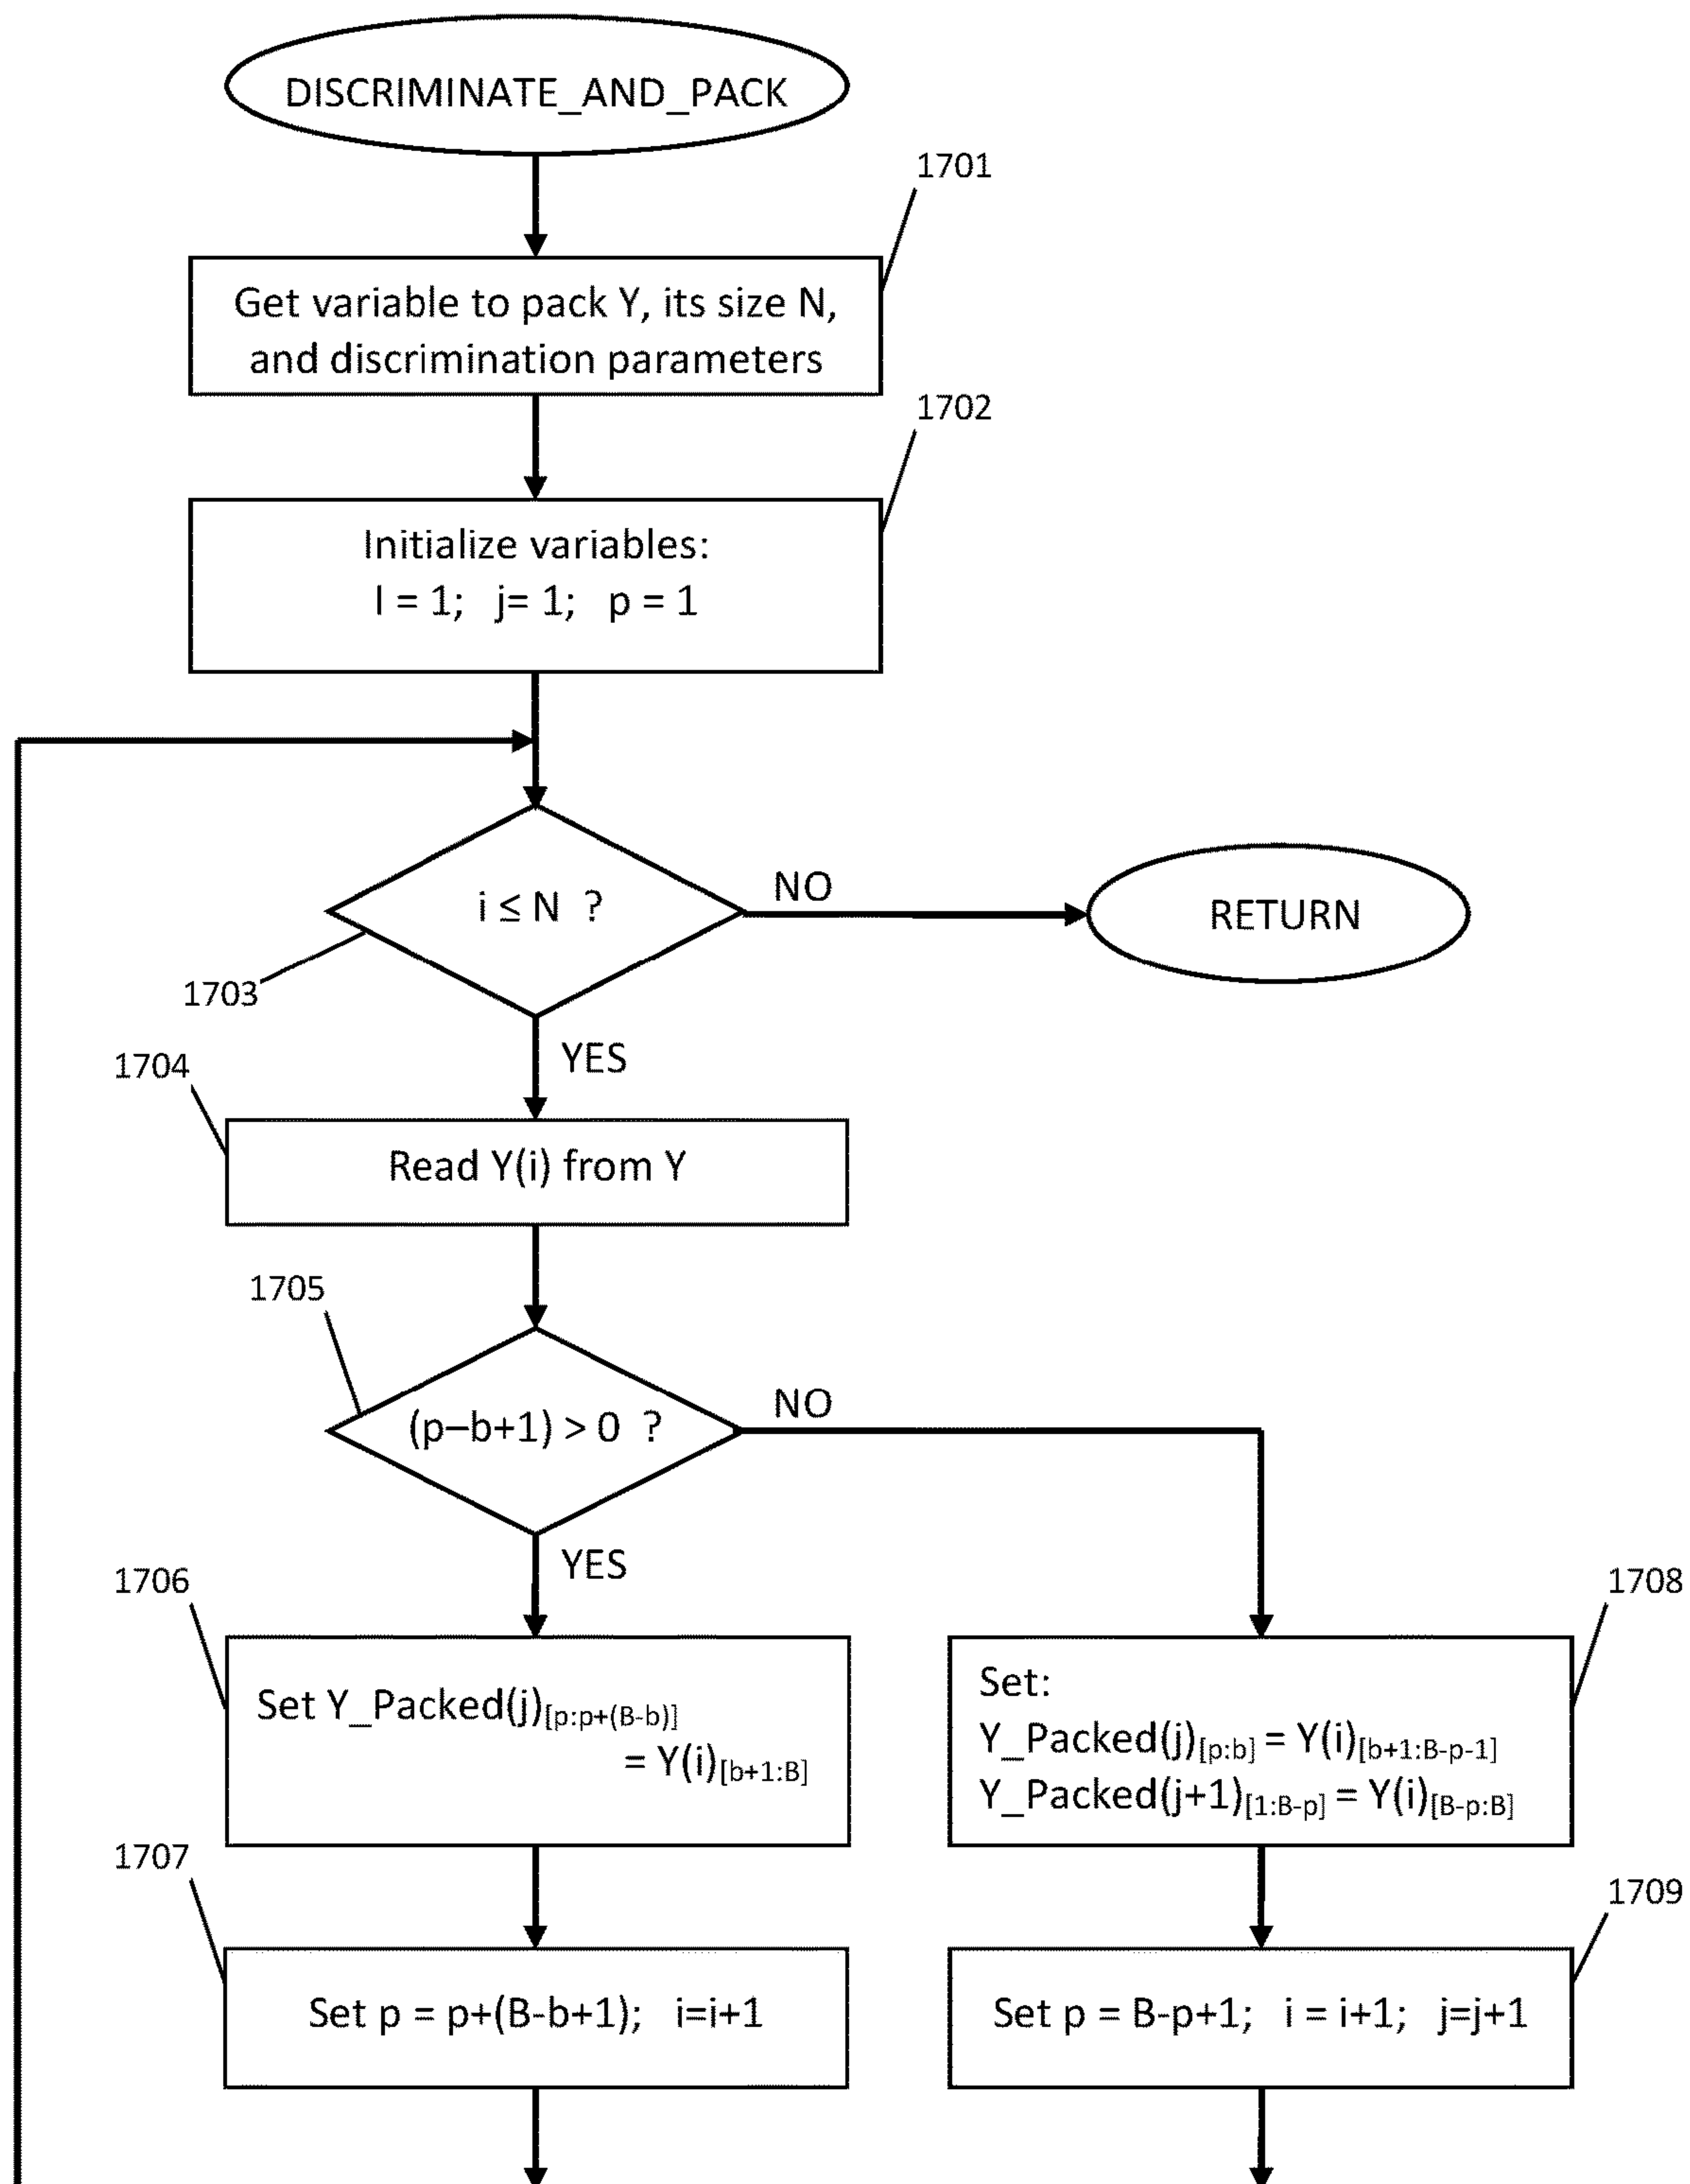 DISCRIMINATE_AND_PACK
1701
Get variable to pack Y, its size N,
and discrimination parameters
1702
Initialize variables:
I = 1; j= 1; p = 1
i ≤ N ?
NO
RETURN
1703
YES
1704
Read Y(i) from Y
1705
(p–b+1) > 0 ?
NO
YES
1706
Set Y_Packed(j)[p:p+(B-b)]
= Y(i)[b+1:B]
1708
Set:
Y_Packed(j)[p:b] = Y(i)[b+1:B-p-1]
Y_Packed(j+1)[1:B-p] = Y(i)[B-p:B]
1707
Set p = p+(B-b+1); i=i+1
1709
Set p = B-p+1; i = i+1; j=j+1